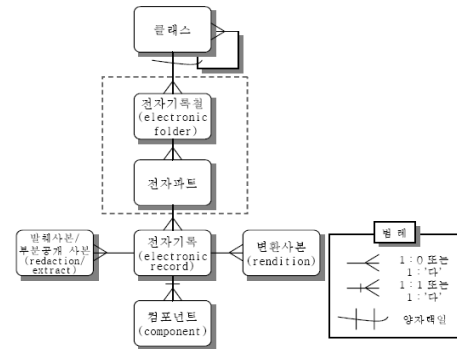 클래스
전자기록철
(electronic
folder)
전자파트
발췌사본/
부분공개 사본
(redaction/
extract)
전자기록
(electronic
record)
변환사본
(rendition)
컴포넌트
(component)
범 례
1 : 0 또는
1 : '다'
1 : 1 또는
1 : '다'
양자택일